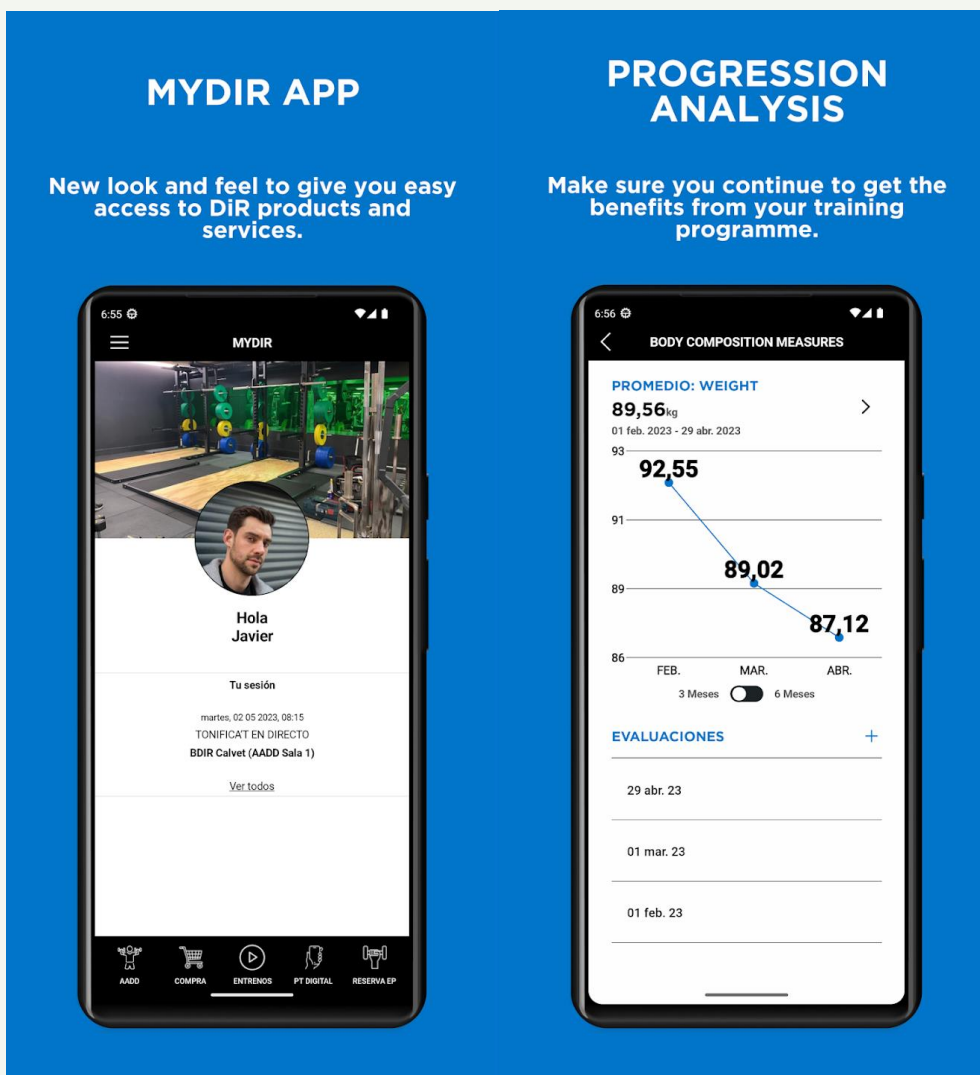 MYDIR APP
New look and feel to give you easy
access to DiR products and
services.
6:55
MYDIR
Hola
Javier
Tu sesión
martes, 02 05 2023, 08:15
TONIFICA'T EN DIRECTO
BDIR Calvet (AADD Sala 1)
Ver todos
AADD
COMPRA
ENTRENOS
PT DIGITAL
RESERVA EP
PROGRESSION
ANALYSIS
Make sure you continue to get the
benefits from your training
programme.
6:56
BODY COMPOSITION MEASURES
PROMEDIO: WEIGHT
89,56kg
01 feb. 2023 - 29 abr. 2023
93
92,55
91
89,02
89
87,12
86
FEB. MAR. ABR.
3 Meses 6 Meses
EVALUACIONES +
29 abr. 23
01 mar. 23
01 feb. 23